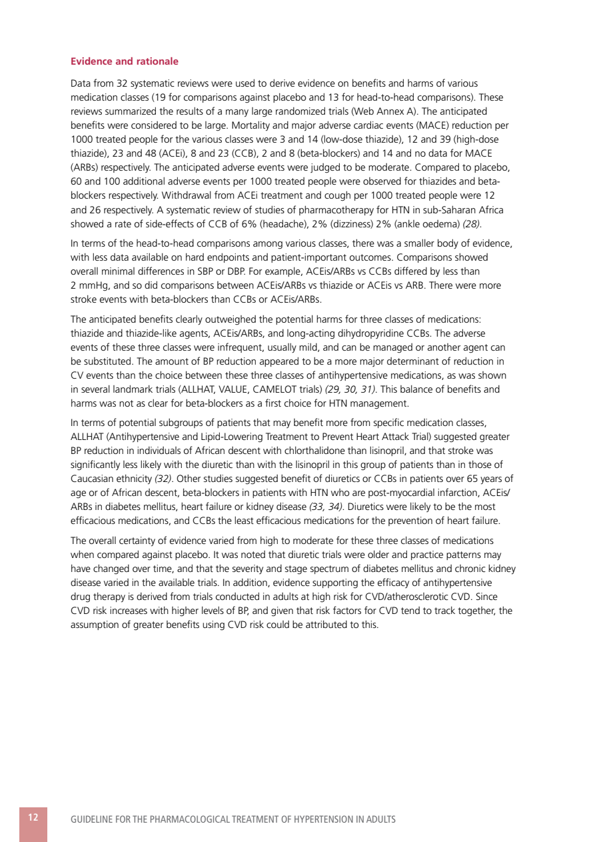 Evidence and rationale
Data from 32 systematic reviews were used to derive evidence on benefits and harms of various
medication classes (19 for comparisons against placebo and 13 for head-to-head comparisons). These
reviews summarized the results of a many large randomized trials (Web Annex A). The anticipated
benefits were considered to be large. Mortality and major adverse cardiac events (MACE) reduction per
1000 treated people for the various classes were 3 and 14 (low-dose thiazide), 12 and 39 (high-dose
thiazide), 23 and 48 (ACEi), 8 and 23 (CCB), 2 and 8 (beta-blockers) and 14 and no data for MACE
(ARBs) respectively. The anticipated adverse events were judged to be moderate. Compared to placebo,
60 and 100 additional adverse events per 1000 treated people were observed for thiazides and beta-
blockers respectively. Withdrawal from ACEi treatment and cough per 1000 treated people were 12
and 26 respectively. A systematic review of studies of pharmacotherapy for HTN in sub-Saharan Africa
showed a rate of side-effects of CCB of 6% (headache), 2% (dizziness) 2% (ankle oedema) (28).
In terms of the head-to-head comparisons among various classes, there was a smaller body of evidence,
with less data available on hard endpoints and patient-important outcomes. Comparisons showed
overall minimal differences in SBP or DBP. For example, ACEis/ARBs vs CCBs differed by less than
2 mmHg, and so did comparisons between ACEis/ARBs vs thiazide or ACEis vs ARB. There were more
stroke events with beta-blockers than CCBs or ACEis/ARBs.
The anticipated benefits clearly outweighed the potential harms for three classes of medications:
thiazide and thiazide-like agents, ACEis/ARBs, and long-acting dihydropyridine CCBs. The adverse
events of these three classes were infrequent, usually mild, and can be managed or another agent can
be substituted. The amount of BP reduction appeared to be a more major determinant of reduction in
CV events than the choice between these three classes of antihypertensive medications, as was shown
in several landmark trials (ALLHAT, VALUE, CAMELOT trials) (29, 30, 31). This balance of benefits and
harms was not as clear for beta-blockers as a first choice for HTN management.
In terms of potential subgroups of patients that may benefit more from specific medication classes,
ALLHAT (Antihypertensive and Lipid-Lowering Treatment to Prevent Heart Attack Trial) suggested greater
BP reduction in individuals of African descent with chlorthalidone than lisinopril, and that stroke was
significantly less likely with the diuretic than with the lisinopril in this group of patients than in those of
Caucasian ethnicity (32). Other studies suggested benefit of diuretics or CCBs in patients over 65 years of
age or of African descent, beta-blockers in patients with HTN who are post-myocardial infarction, ACEis/
ARBs in diabetes mellitus, heart failure or kidney disease (33, 34). Diuretics were likely to be the most
efficacious medications, and CCBs the least efficacious medications for the prevention of heart failure.
The overall certainty of evidence varied from high to moderate for these three classes of medications
when compared against placebo. It was noted that diuretic trials were older and practice patterns may
have changed over time, and that the severity and stage spectrum of diabetes mellitus and chronic kidney
disease varied in the available trials. In addition, evidence supporting the efficacy of antihypertensive
drug therapy is derived from trials conducted in adults at high risk for CVD/atherosclerotic CVD. Since
CVD risk increases with higher levels of BP, and given that risk factors for CVD tend to track together, the
assumption of greater benefits using CVD risk could be attributed to this.
12 GUIDELINE FOR THE PHARMACOLOGICAL TREATMENT OF HYPERTENSION IN ADULTS